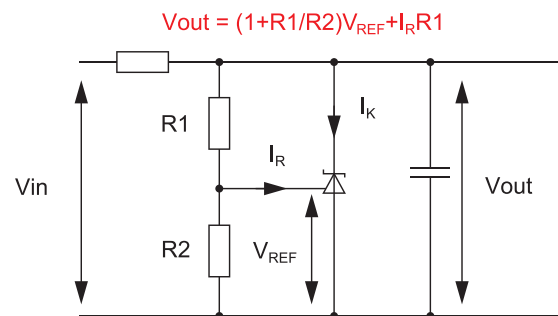 Vout = (1+R1/R2)VREF+IRR1
R1
IK
IR
Vin
Vout
R2
VREF